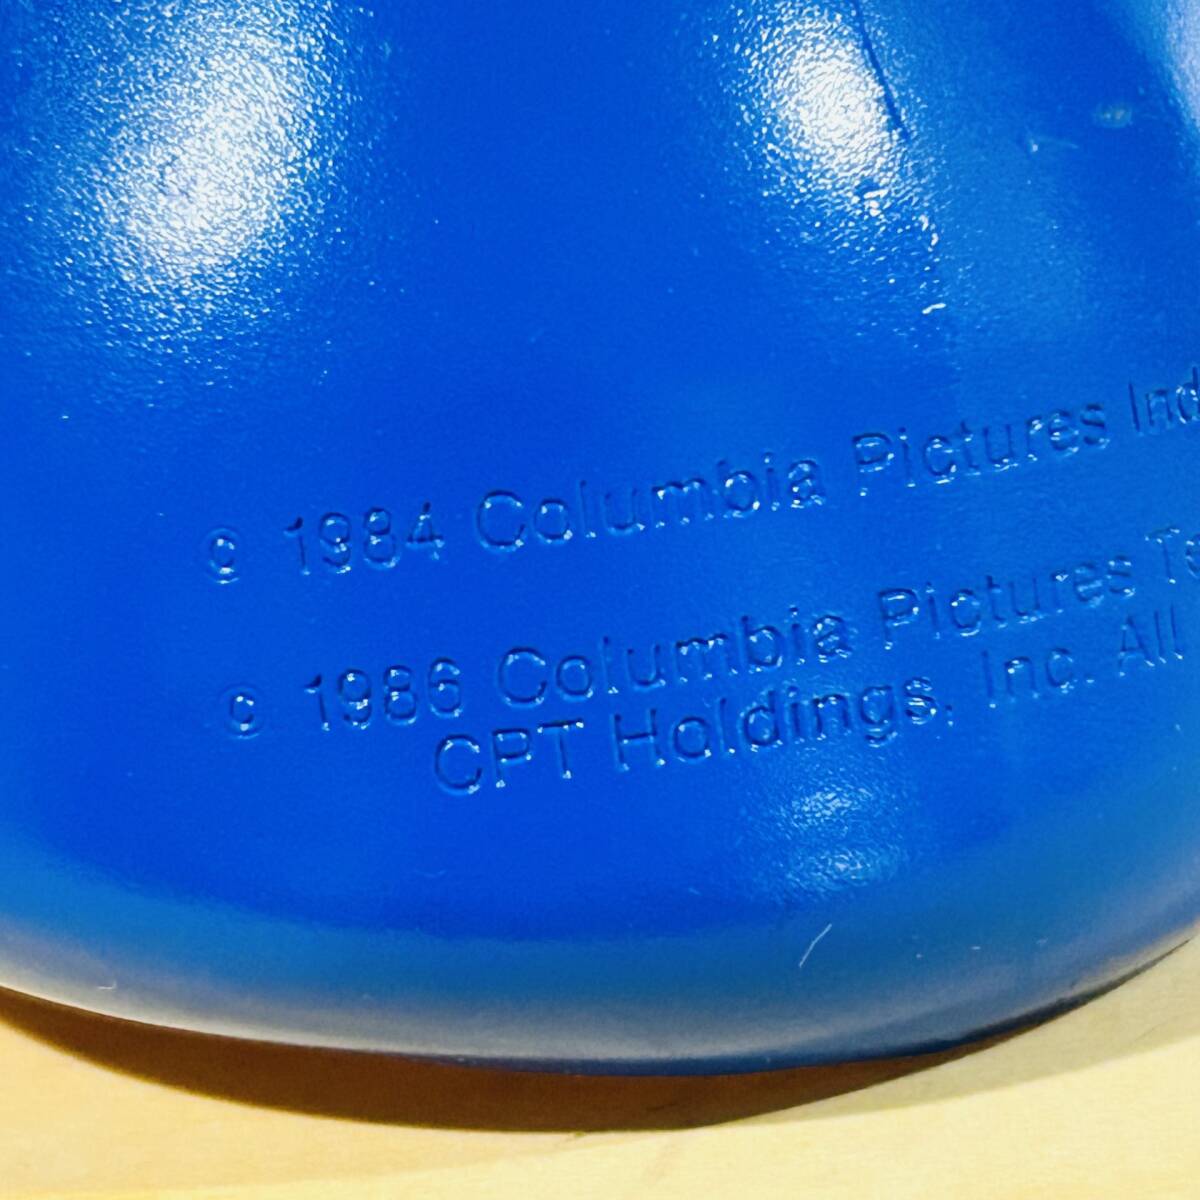 © 1984 Columbia Pictures Ind
© 1986 Columbia Pictures Te
CPT Holdings, Inc. All